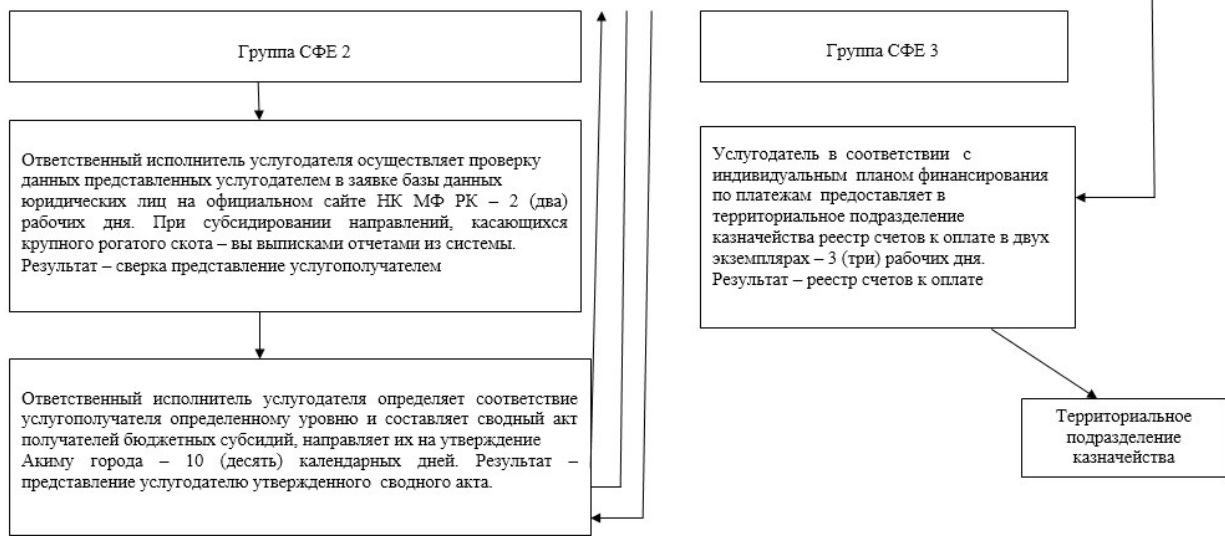 Группа СФЕ 2
Ответственный исполнитель услугодателя осуществляет проверку
данных представленных услугодателем в заявке базы данных
юридических лиц на официальном сайте НК МФ РК – 2 (два)
рабочих дня. При субсидировании направлений, касающихся
крупного рогатого скота – вы выписками отчетами из системы.
Результат – сверка представление услугополучателем
Ответственный исполнитель услугодателя определяет соответствие
услугополучателя определенному уровню и составляет сводный акт
получателей бюджетных субсидий, направляет их на утверждение
Акиму города – 10 (десять) календарных дней. Результат –
представление услугодателю утвержденного сводного акта.
Группа СФЕ 3
Услугодатель в соответствии с
индивидуальным планом финансирования
по платежам предоставляет в
территориальное подразделение
казначейства реестр счетов к оплате в двух
экземплярах – 3 (три) рабочих дня.
Результат – реестр счетов к оплате
Территориальное
подразделение
казначейства